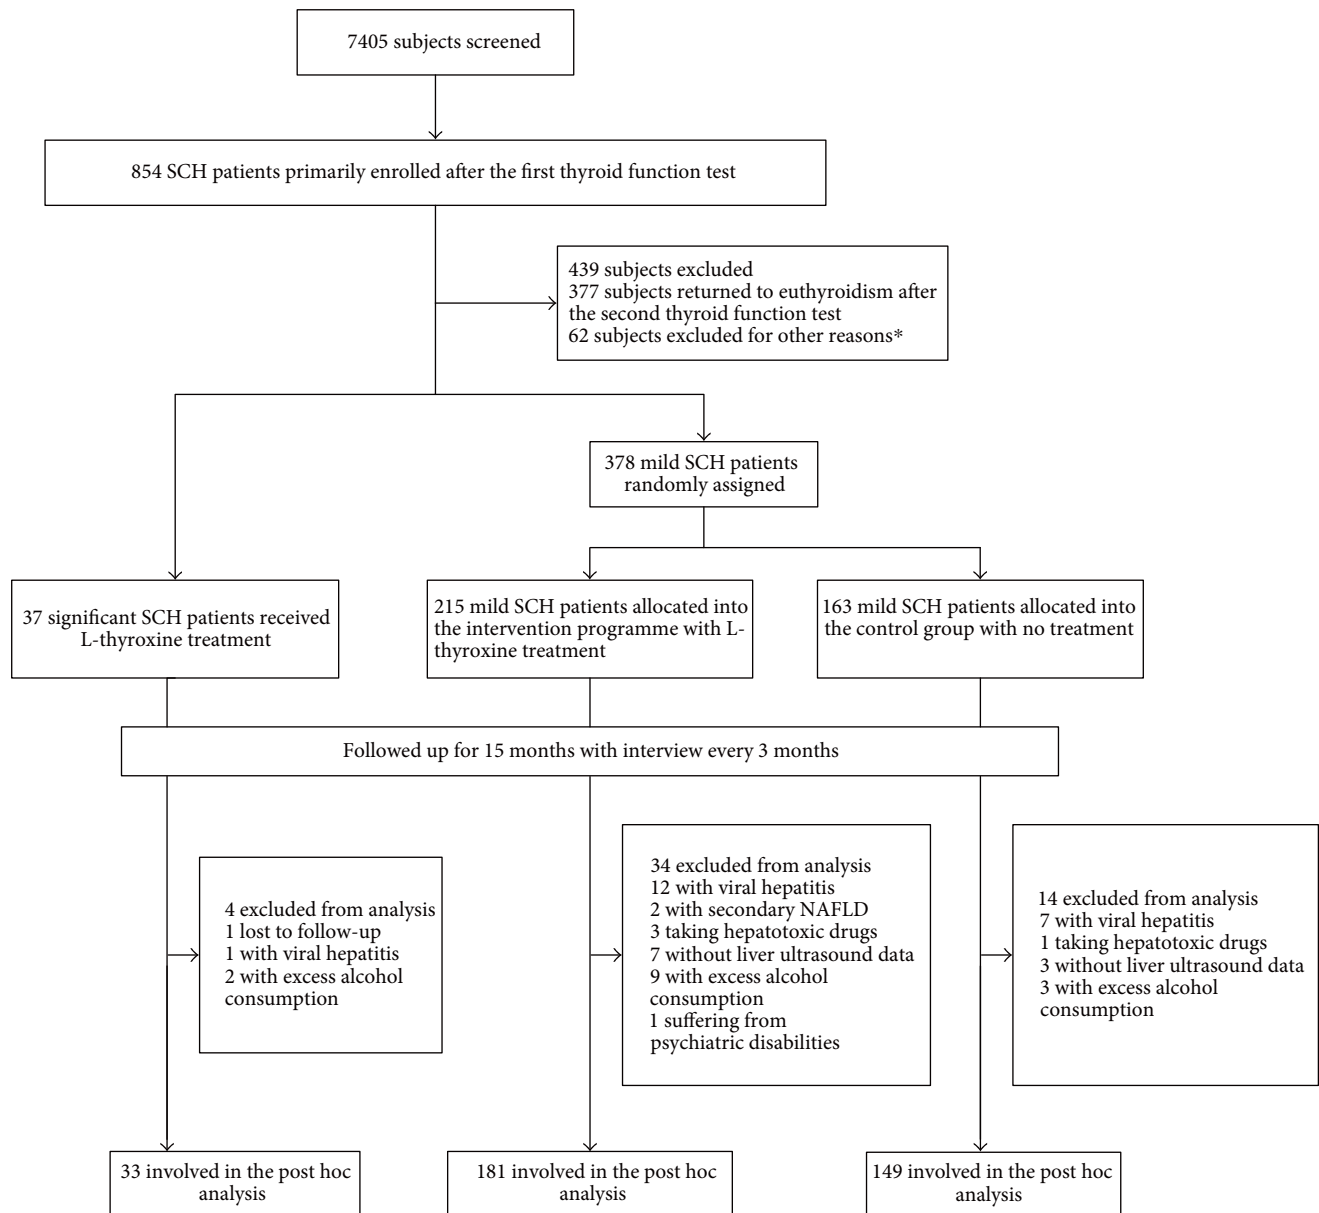 7405 subjects screened
854 SCH patients primarily enrolled after the first thyroid function test
439 subjects excluded
377 subjects returned to euthyroidism after
the second thyroid function test
62 subjects excluded for other reasons*
378 mild SCH patients
randomly assigned
37 significant SCH patients received
L-thyroxine treatment
215 mild SCH patients allocated into
the intervention programme with L-
thyroxine treatment
163 mild SCH patients allocated into
the control group with no treatment
Followed up for 15 months with interview every 3 months
4 excluded from analysis
1 lost to follow-up
1 with viral hepatitis
2 with excess alcohol
consumption
34 excluded from analysis
12 with viral hepatitis
2 with secondary NAFLD
3 taking hepatotoxic drugs
7 without liver ultrasound data
9 with excess alcohol
consumption
1 suffering from
psychiatric disabilities
14 excluded from analysis
7 with viral hepatitis
1 taking hepatotoxic drugs
3 without liver ultrasound data
3 with excess alcohol
consumption
33 involved in the post hoc
analysis
181 involved in the post hoc
analysis
149 involved in the post hoc
analysis